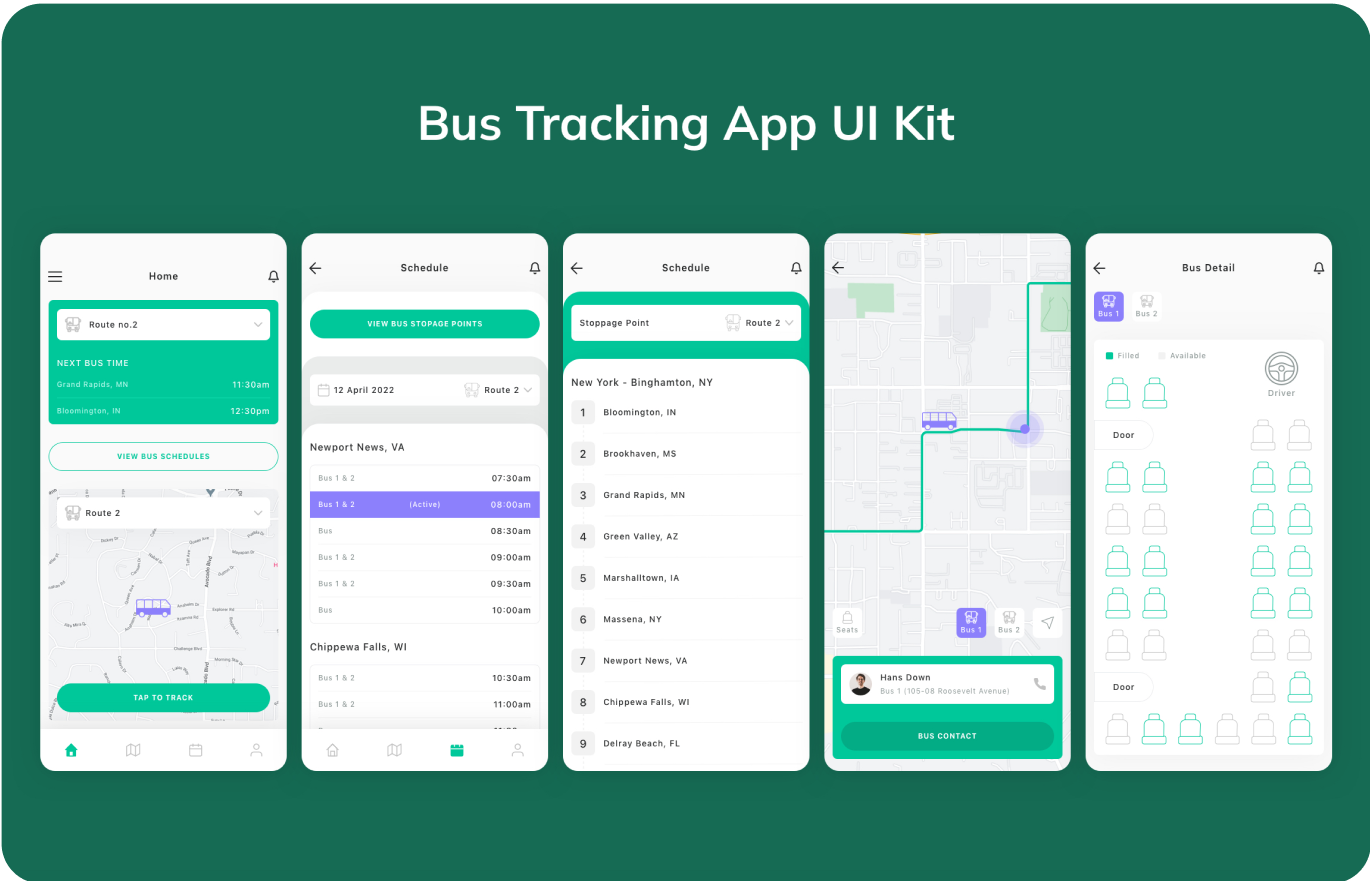 Bus Tracking App UI Kit
Home
Route no.2
NEXT BUS TIME
Grand Rapids, MN 11:30am
Bloomington, IN 12:30pm
VIEW BUS SCHEDULES
Route 2
Avocado Blvd
Challenge Blvd
TAP TO TRACK
Schedule
VIEW BUS STOPAGE POINTS
12 April 2022 Route 2
Newport News, VA
Bus 1 & 2 07:30am
Bus 1 & 2 (Active) 08:00am
Bus 08:30am
Bus 1 & 2 09:00am
Bus 1 & 2 09:30am
Bus 10:00am
Chippewa Falls, WI
Bus 1 & 2 10:30am
Bus 1 & 2 11:00am
Schedule
Stoppage Point Route 2
New York - Binghamton, NY
1 Bloomington, IN
2 Brookhaven, MS
3 Grand Rapids, MN
4 Green Valley, AZ
5 Marshalltown, IA
6 Massena, NY
7 Newport News, VA
8 Chippewa Falls, WI
9 Delray Beach, FL
Seats
Bus 1
Bus 2
Hans Down
Bus 1 (105-08 Roosevelt Avenue)
BUS CONTACT
Bus Detail
Bus 1
Bus 2
Filled Available
Driver
Door
Door